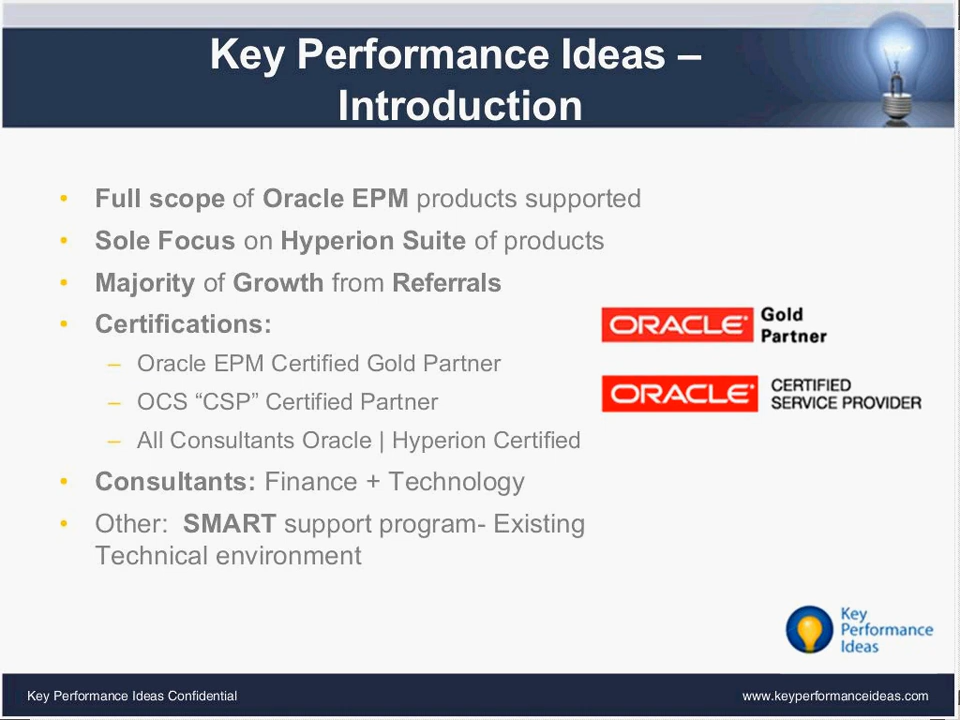 Key Performance Ideas –
Introduction
• Full scope of Oracle EPM products supported
• Sole Focus on Hyperion Suite of products
• Majority of Growth from Referrals
• Certifications:
– Oracle EPM Certified Gold Partner
– OCS “CSP” Certified Partner
– All Consultants Oracle | Hyperion Certified
• Consultants: Finance + Technology
• Other:  SMART support program- Existing
Technical environment
ORACLE® Gold
Partner
ORACLE® CERTIFIED
SERVICE PROVIDER
Key
Performance
Ideas
Key Performance Ideas Confidential
www.keyperformanceideas.com